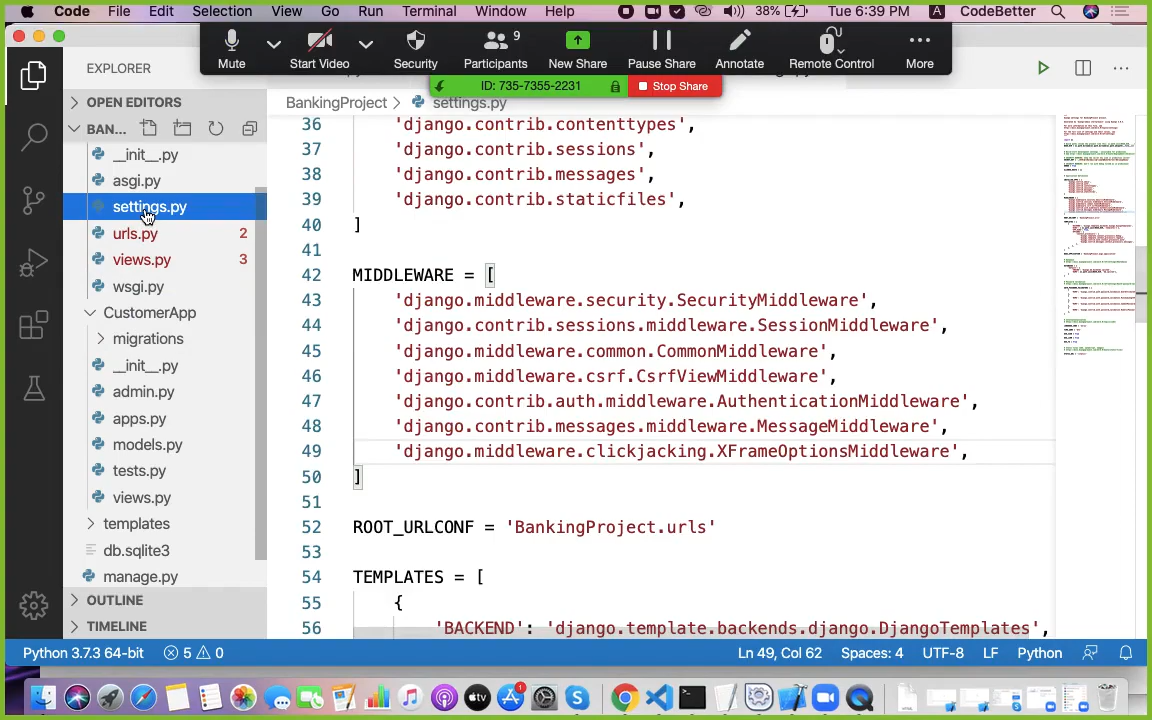 Code File Edit Selection View Go Run Terminal Window Help 38% Tue 6:39 PM A CodeBetter
Mute Start Video Security Participants 9 New Share Pause Share Annotate Remote Control More
ID: 735-7355-2231 Stop Share
EXPLORER
OPEN EDITORS
BAN...
__init__.py
asgi.py
settings.py
urls.py 2
views.py 3
wsgi.py
CustomerApp
migrations
__init__.py
admin.py
apps.py
models.py
tests.py
views.py
templates
db.sqlite3
manage.py
OUTLINE
TIMELINE
BankingProject > settings.py
36 'django.contrib.contenttypes',
37 'django.contrib.sessions',
38 'django.contrib.messages',
39 'django.contrib.staticfiles',
40 ]
41
42 MIDDLEWARE = [
43 'django.middleware.security.SecurityMiddleware',
44 'django.contrib.sessions.middleware.SessionMiddleware',
45 'django.middleware.common.CommonMiddleware',
46 'django.middleware.csrf.CsrfViewMiddleware',
47 'django.contrib.auth.middleware.AuthenticationMiddleware',
48 'django.contrib.messages.middleware.MessageMiddleware',
49 'django.middleware.clickjacking.XFrameOptionsMiddleware',
50 ]
51
52 ROOT_URLCONF = 'BankingProject.urls'
53
54 TEMPLATES = [
55 {
56 'BACKEND': 'django.template.backends.django.DjangoTemplates',
Python 3.7.3 64-bit 5 0 Ln 49, Col 62 Spaces: 4 UTF-8 LF Python
tv 1